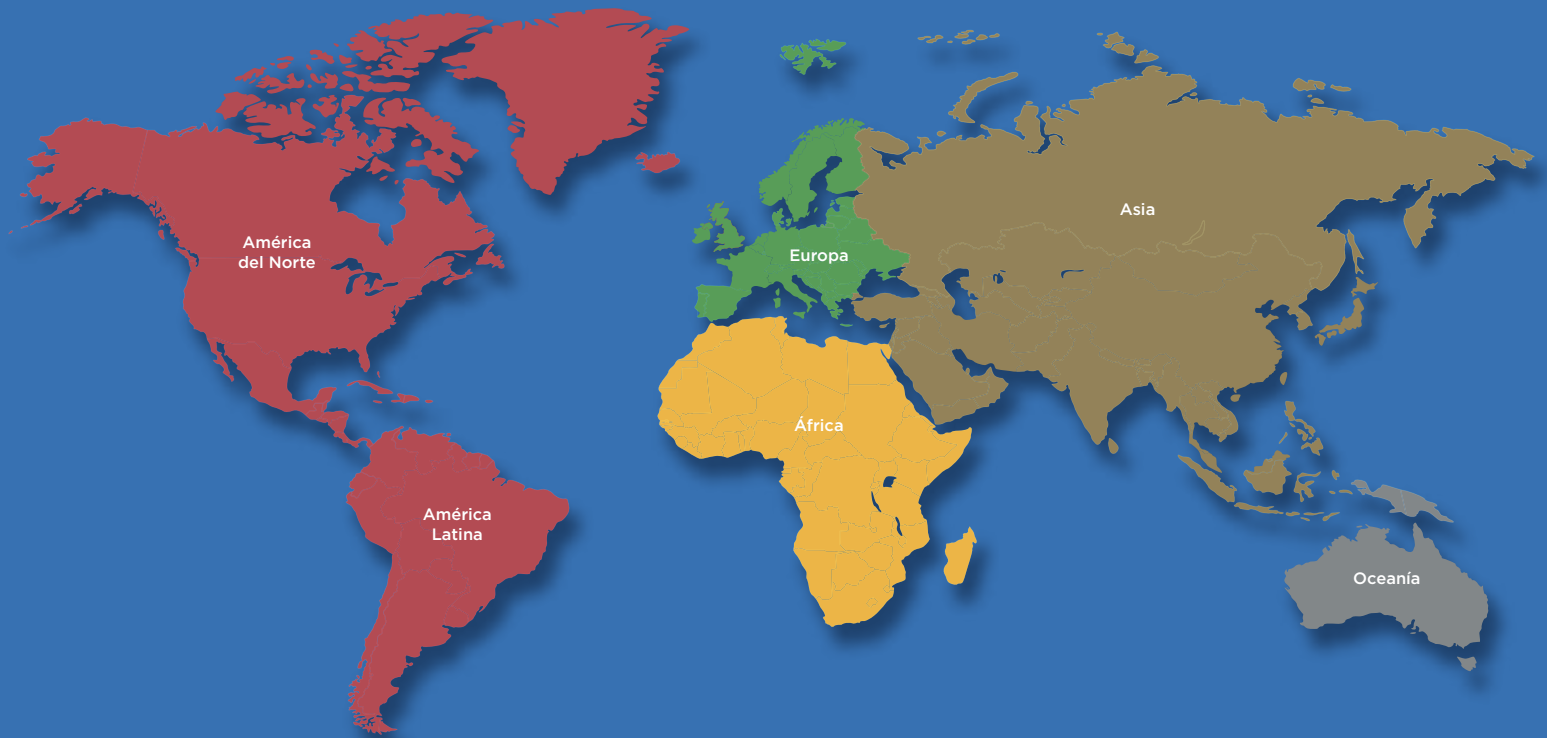 América
del Norte
Asia
Europa
África
América
Latina
Oceanía